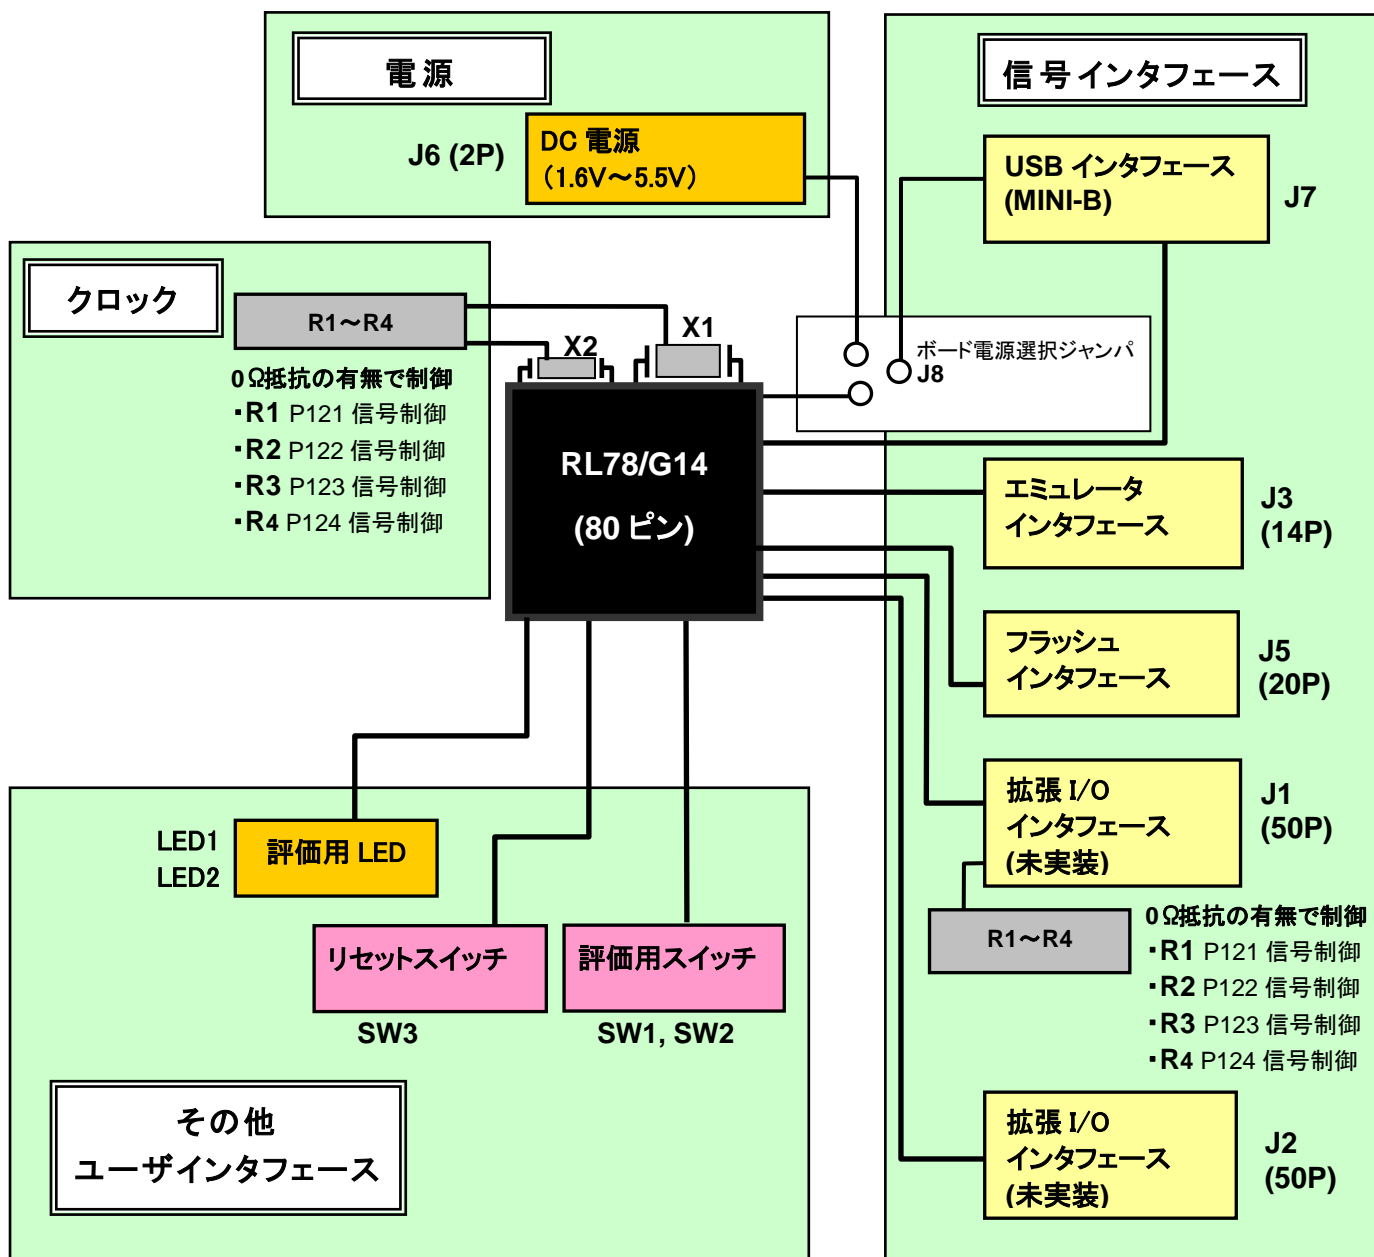 電源
J6 (2P)
DC 電源
（1.6V～5.5V）
信号インタフェース
USB インタフェース
(MINI-B)
J7
クロック
R1～R4
0Ω抵抗の有無で制御
・R1 P121 信号制御
・R2 P122 信号制御
・R3 P123 信号制御
・R4 P124 信号制御
X2
X1
ボード電源選択ジャンパ
J8
RL78/G14
(80 ピン)
エミュレータ
インタフェース
J3
(14P)
フラッシュ
インタフェース
J5
(20P)
拡張 I/O
インタフェース
(未実装)
J1
(50P)
R1～R4
0Ω抵抗の有無で制御
・R1 P121 信号制御
・R2 P122 信号制御
・R3 P123 信号制御
・R4 P124 信号制御
拡張 I/O
インタフェース
(未実装)
J2
(50P)
LED1
LED2
評価用 LED
リセットスイッチ
SW3
評価用スイッチ
SW1, SW2
その他
ユーザインタフェース